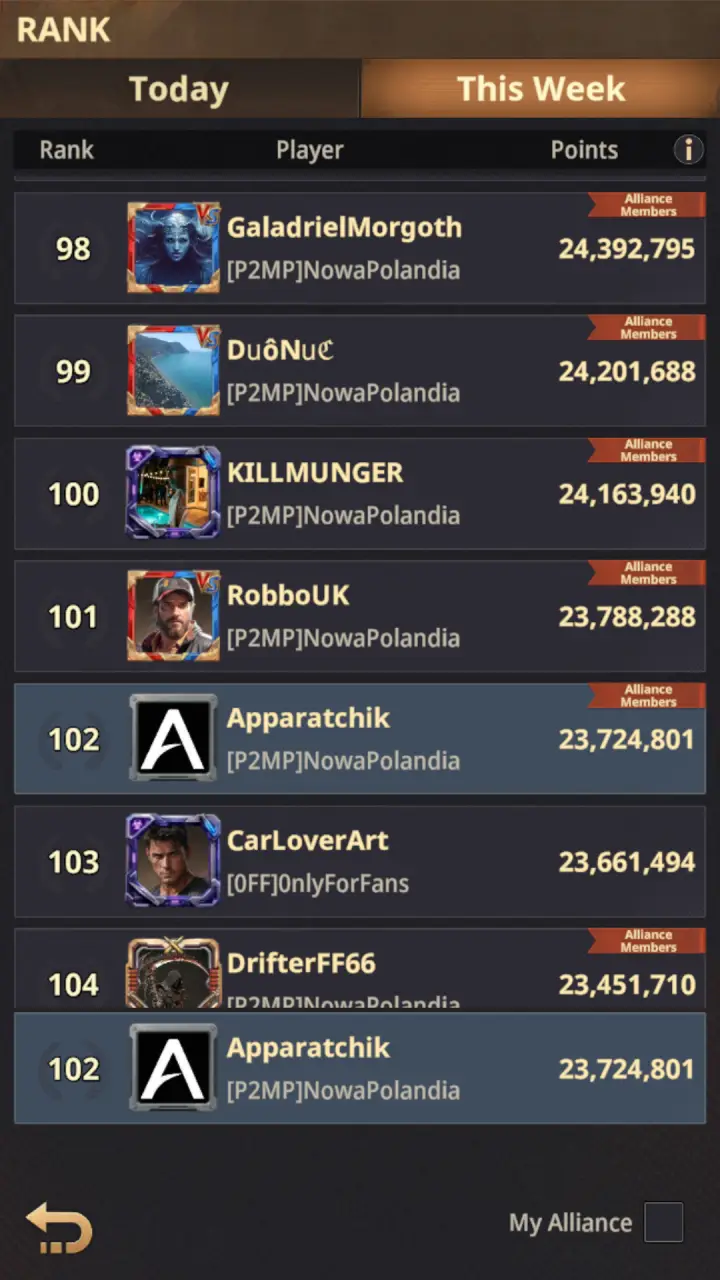 RANK
Today
This Week
Rank
Player
Points
98
GaladrielMorgoth
[P2MP]NowaPolandia
Alliance
Members
24,392,795
99
DuôNuℭ
[P2MP]NowaPolandia
Alliance
Members
24,201,688
100
KILLMUNGER
[P2MP]NowaPolandia
Alliance
Members
24,163,940
101
RobboUK
[P2MP]NowaPolandia
Alliance
Members
23,788,288
102
Apparatchik
[P2MP]NowaPolandia
Alliance
Members
23,724,801
103
CarLoverArt
[0FF]0nlyForFans
23,661,494
104
DrifterFF66
[P2MP]NowaPolandia
Alliance
Members
23,451,710
102
Apparatchik
[P2MP]NowaPolandia
23,724,801
My Alliance